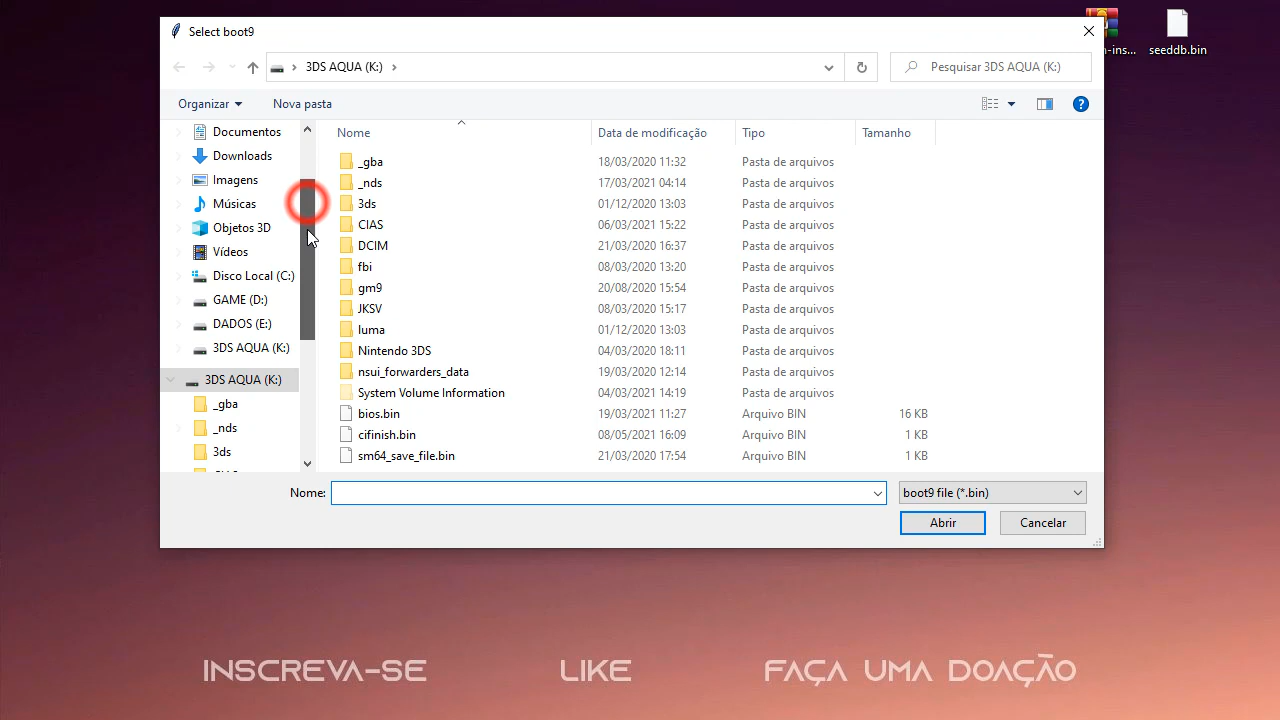 Select boot9
3DS AQUA (K:)
Pesquisar 3DS AQUA (K:)
n-ins...
seeddb.bin
Organizar
Nova pasta
Documentos
Downloads
Imagens
Músicas
Objetos 3D
Vídeos
Disco Local (C:)
GAME (D:)
DADOS (E:)
3DS AQUA (K:)
3DS AQUA (K:)
_gba
_nds
3ds
Nome Data de modificação Tipo Tamanho
_gba 18/03/2020 11:32 Pasta de arquivos
_nds 17/03/2021 04:14 Pasta de arquivos
3ds 01/12/2020 13:03 Pasta de arquivos
CIAS 06/03/2021 15:22 Pasta de arquivos
DCIM 21/03/2020 16:37 Pasta de arquivos
fbi 08/03/2020 13:20 Pasta de arquivos
gm9 20/08/2020 15:54 Pasta de arquivos
JKSV 08/03/2020 15:17 Pasta de arquivos
luma 01/12/2020 13:03 Pasta de arquivos
Nintendo 3DS 04/03/2020 18:11 Pasta de arquivos
nsui_forwarders_data 19/03/2020 12:14 Pasta de arquivos
System Volume Information 04/03/2021 14:19 Pasta de arquivos
bios.bin 19/03/2021 11:27 Arquivo BIN 16 KB
cifinish.bin 08/05/2021 16:09 Arquivo BIN 1 KB
sm64_save_file.bin 21/03/2020 17:54 Arquivo BIN 1 KB
Nome:
boot9 file (*.bin)
Abrir
Cancelar
INSCREVA-SE LIKE FAÇA UMA DOAÇÃO